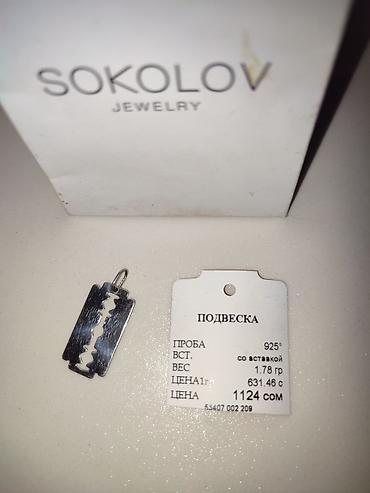 SOKOLOV
JEWELRY
ПОДВЕСКА
ПРОБА 925°
ВСТ. со вставкой
ВЕС 1.78 гр
ЦЕНА1г 631.46 с
ЦЕНА 1124 сом
53407 002 209